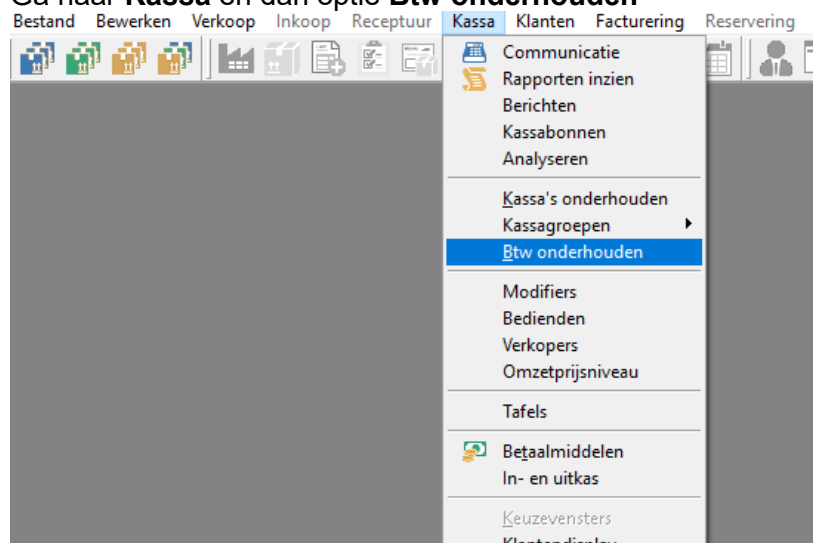 Ga naar Kassa en dan optie Btw onderhouden
Bestand Bewerken Verkoop Inkoop Receptuur Kassa Klanten Facturering Reservering
Communicatie
Rapporten inzien
Berichten
Kassabonnen
Analyseren
Kassa's onderhouden
Kassagroepen
Btw onderhouden
Modifiers
Bedienden
Verkopers
Omzetprijsniveau
Tafels
Betaalmiddelen
In- en uitkas
Keuzevensters
Klantendisplay